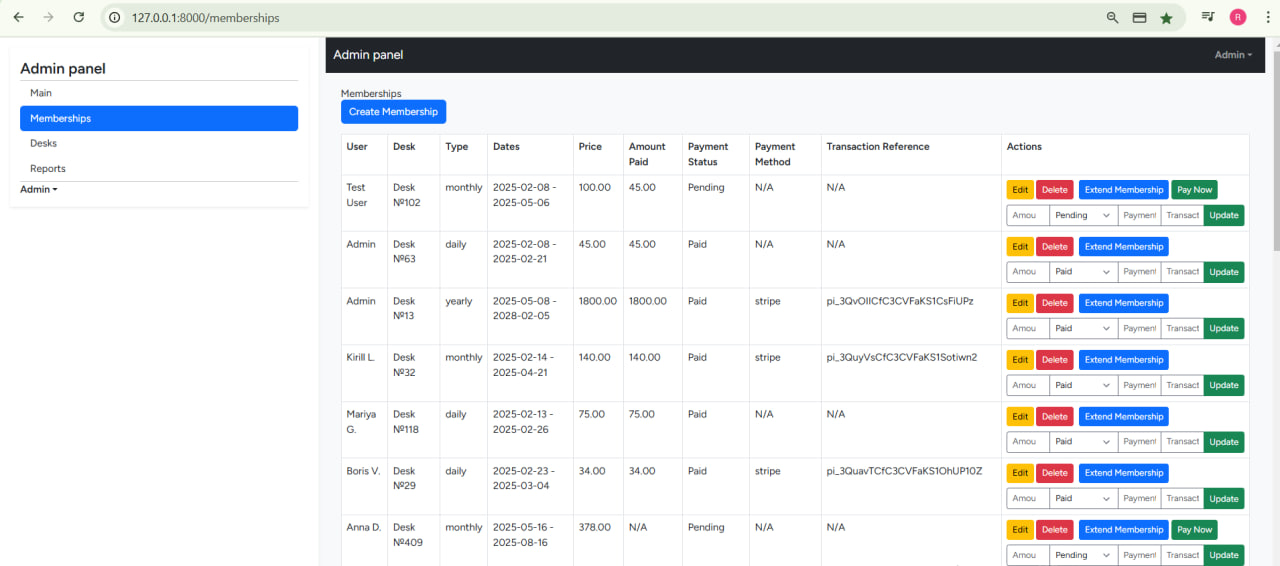 127.0.0.1:8000/memberships
R
Admin panel
Main
Memberships
Desks
Reports
Admin
Admin panel
Admin
Memberships
Create Membership
User Desk Type Dates Price Amount Paid Payment Status Payment Method Transaction Reference Actions
Test User Desk №102 monthly 2025-02-08 - 2025-05-06 100.00 45.00 Pending N/A N/A Edit Delete Extend Membership Pay Now
Amou Pending Payment Transact Update
Admin Desk №63 daily 2025-02-08 - 2025-02-21 45.00 45.00 Paid N/A N/A Edit Delete Extend Membership
Amou Paid Payment Transact Update
Admin Desk №13 yearly 2025-05-08 - 2028-02-05 1800.00 1800.00 Paid stripe pi_3QvOIICfC3CVFaKS1CsFiUPz Edit Delete Extend Membership
Amou Paid Payment Transact Update
Kirill L. Desk №32 monthly 2025-02-14 - 2025-04-21 140.00 140.00 Paid stripe pi_3QuyVsCfC3CVFaKS1Sotiwn2 Edit Delete Extend Membership
Amou Paid Payment Transact Update
Mariya G. Desk №118 daily 2025-02-13 - 2025-02-26 75.00 75.00 Paid N/A N/A Edit Delete Extend Membership
Amou Paid Payment Transact Update
Boris V. Desk №29 daily 2025-02-23 - 2025-03-04 34.00 34.00 Paid stripe pi_3QuavTCfC3CVFaKS1OhUP10Z Edit Delete Extend Membership
Amou Paid Payment Transact Update
Anna D. Desk №409 monthly 2025-05-16 - 2025-08-16 378.00 N/A Pending N/A N/A Edit Delete Extend Membership Pay Now
Amou Pending Payment Transact Update